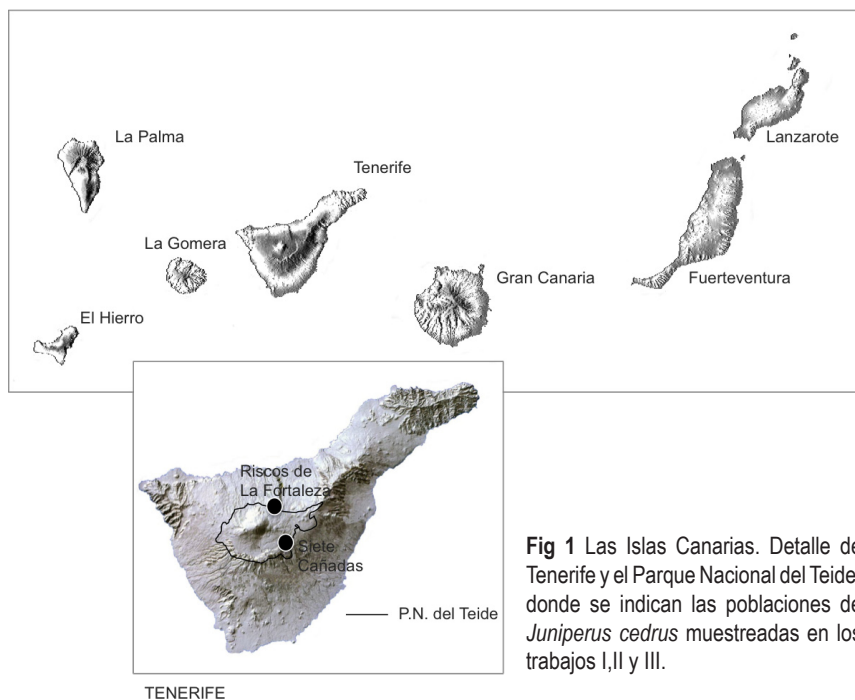 La Palma
Tenerife
Lanzarote
La Gomera
Gran Canaria
Fuerteventura
El Hierro
Riscos de
La Fortaleza
Siete
Cañadas
P.N. del Teide
TENERIFE
Fig 1 Las Islas Canarias. Detalle de
Tenerife y el Parque Nacional del Teide
donde se indican las poblaciones de
Juniperus cedrus muestreadas en los
trabajos I,II y III.